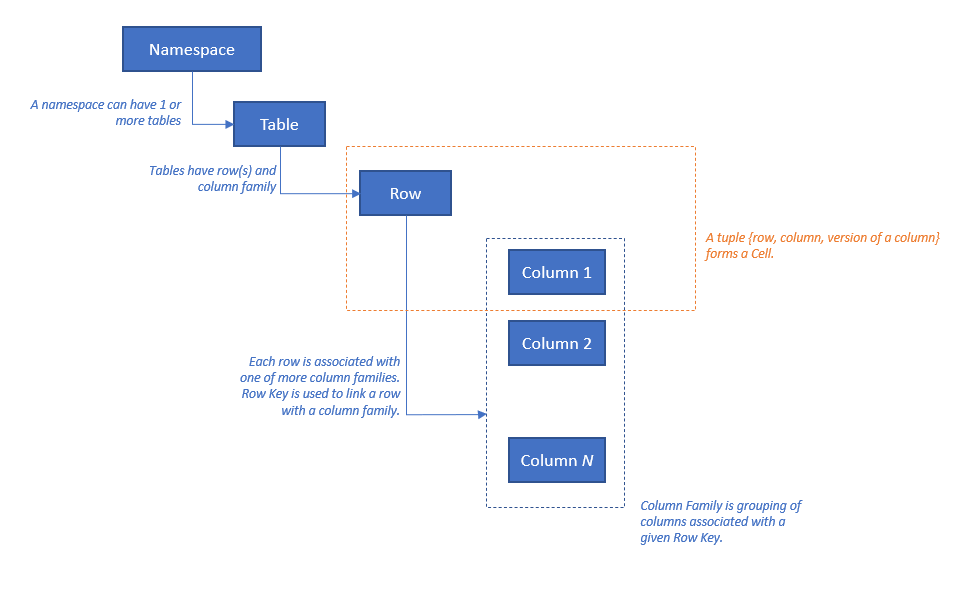 Namespace
A namespace can have 1 or
more tables
Table
Tables have row(s) and
column family
Row
A tuple {row, column, version of a column}
forms a Cell.
Column 1
Column 2
Each row is associated with
one of more column families.
Row Key is used to link a row
with a column family.
Column N
Column Family is grouping of
columns associated with a
given Row Key.